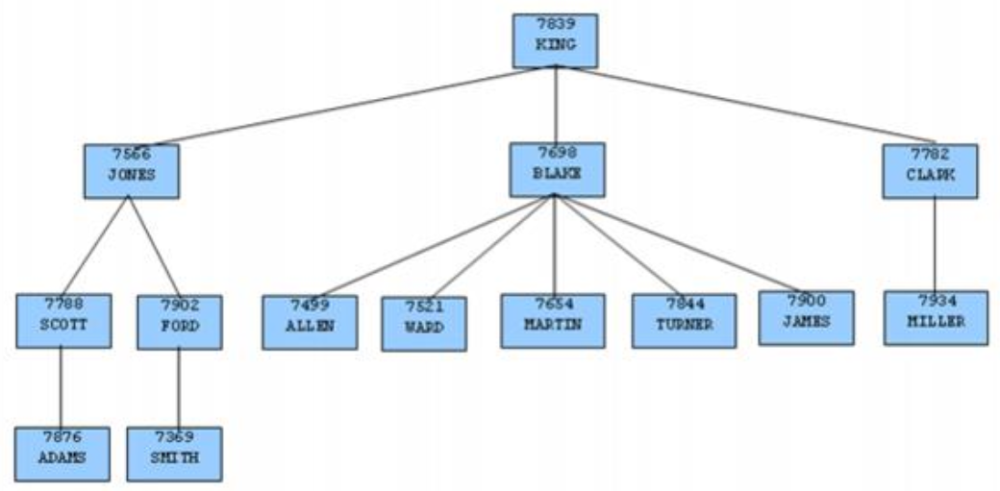 7839
KING
7566
JONES
7698
BLAKE
7782
CLARK
7788
SCOTT
7902
FORD
7499
ALLEN
7521
WARD
7654
MARTIN
7844
TURNER
7900
JAMES
7934
MILLER
7876
ADAMS
7369
SMITH